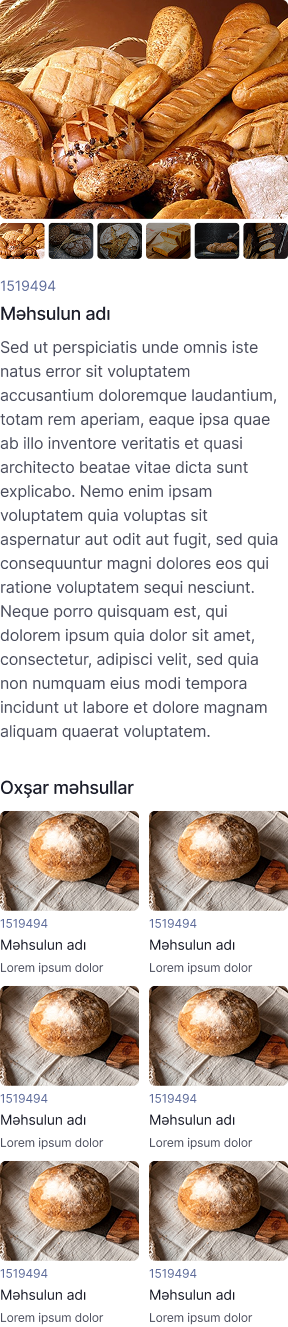 1519494
Məhsulun adı
Sed ut perspiciatis unde omnis iste
natus error sit voluptatem
accusantium doloremque laudantium,
totam rem aperiam, eaque ipsa quae
ab illo inventore veritatis et quasi
architecto beatae vitae dicta sunt
explicabo. Nemo enim ipsam
voluptatem quia voluptas sit
aspernatur aut odit aut fugit, sed quia
consequuntur magni dolores eos qui
ratione voluptatem sequi nesciunt.
Neque porro quisquam est, qui
dolorem ipsum quia dolor sit amet,
consectetur, adipisci velit, sed quia
non numquam eius modi tempora
incidunt ut labore et dolore magnam
aliquam quaerat voluptatem.
Oxşar məhsullar
1519494
Məhsulun adı
Lorem ipsum dolor
1519494
Məhsulun adı
Lorem ipsum dolor
1519494
Məhsulun adı
Lorem ipsum dolor
1519494
Məhsulun adı
Lorem ipsum dolor
1519494
Məhsulun adı
Lorem ipsum dolor
1519494
Məhsulun adı
Lorem ipsum dolor